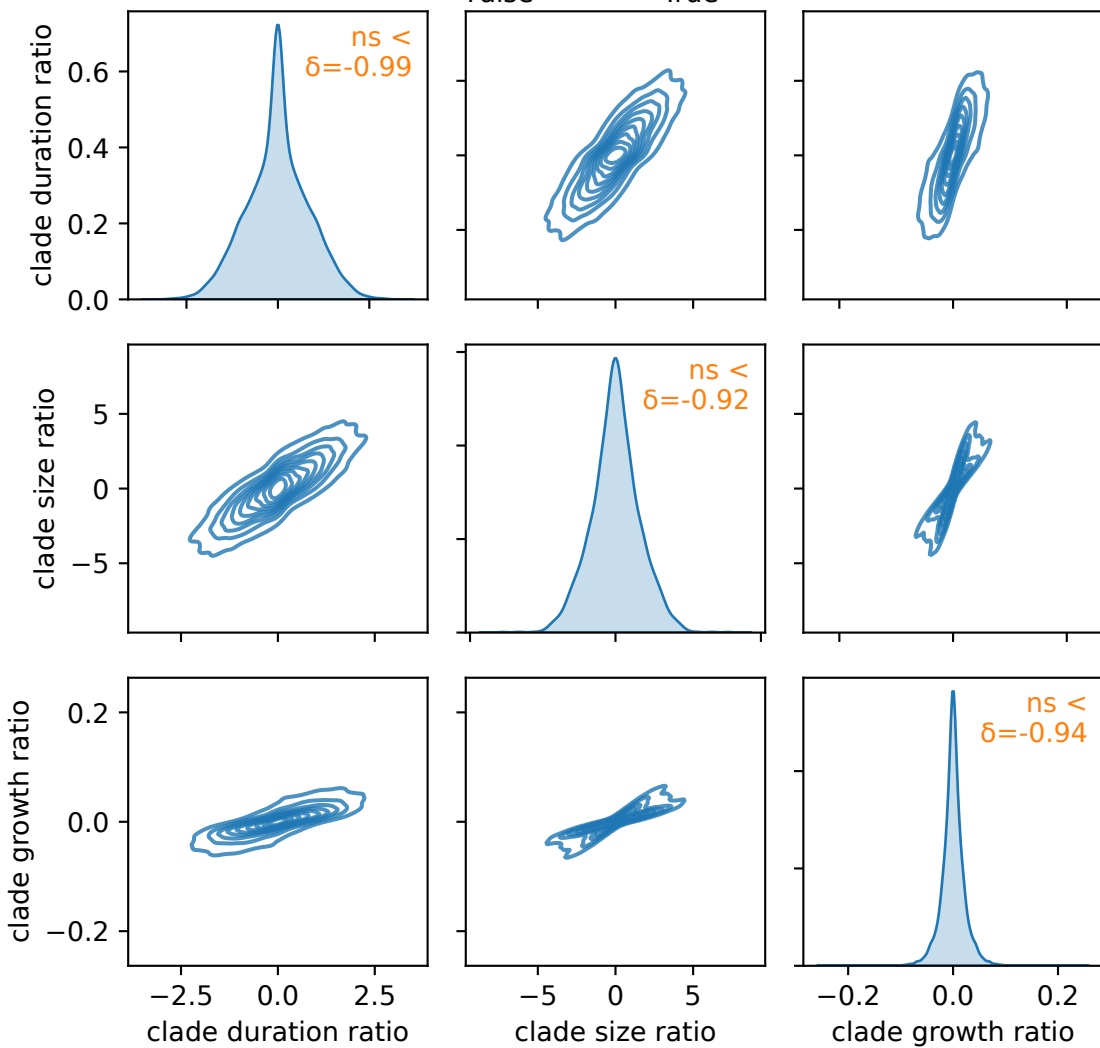 ns <
δ=-0.99
clade duration ratio
0.6
0.4
0.2
0.0
ns <
δ=-0.92
clade size ratio
5
0
−5
ns <
δ=-0.94
clade growth ratio
0.2
0.0
−0.2
−2.5 0.0 2.5
−5 0 5
−0.2 0.0 0.2
clade duration ratio
clade size ratio
clade growth ratio